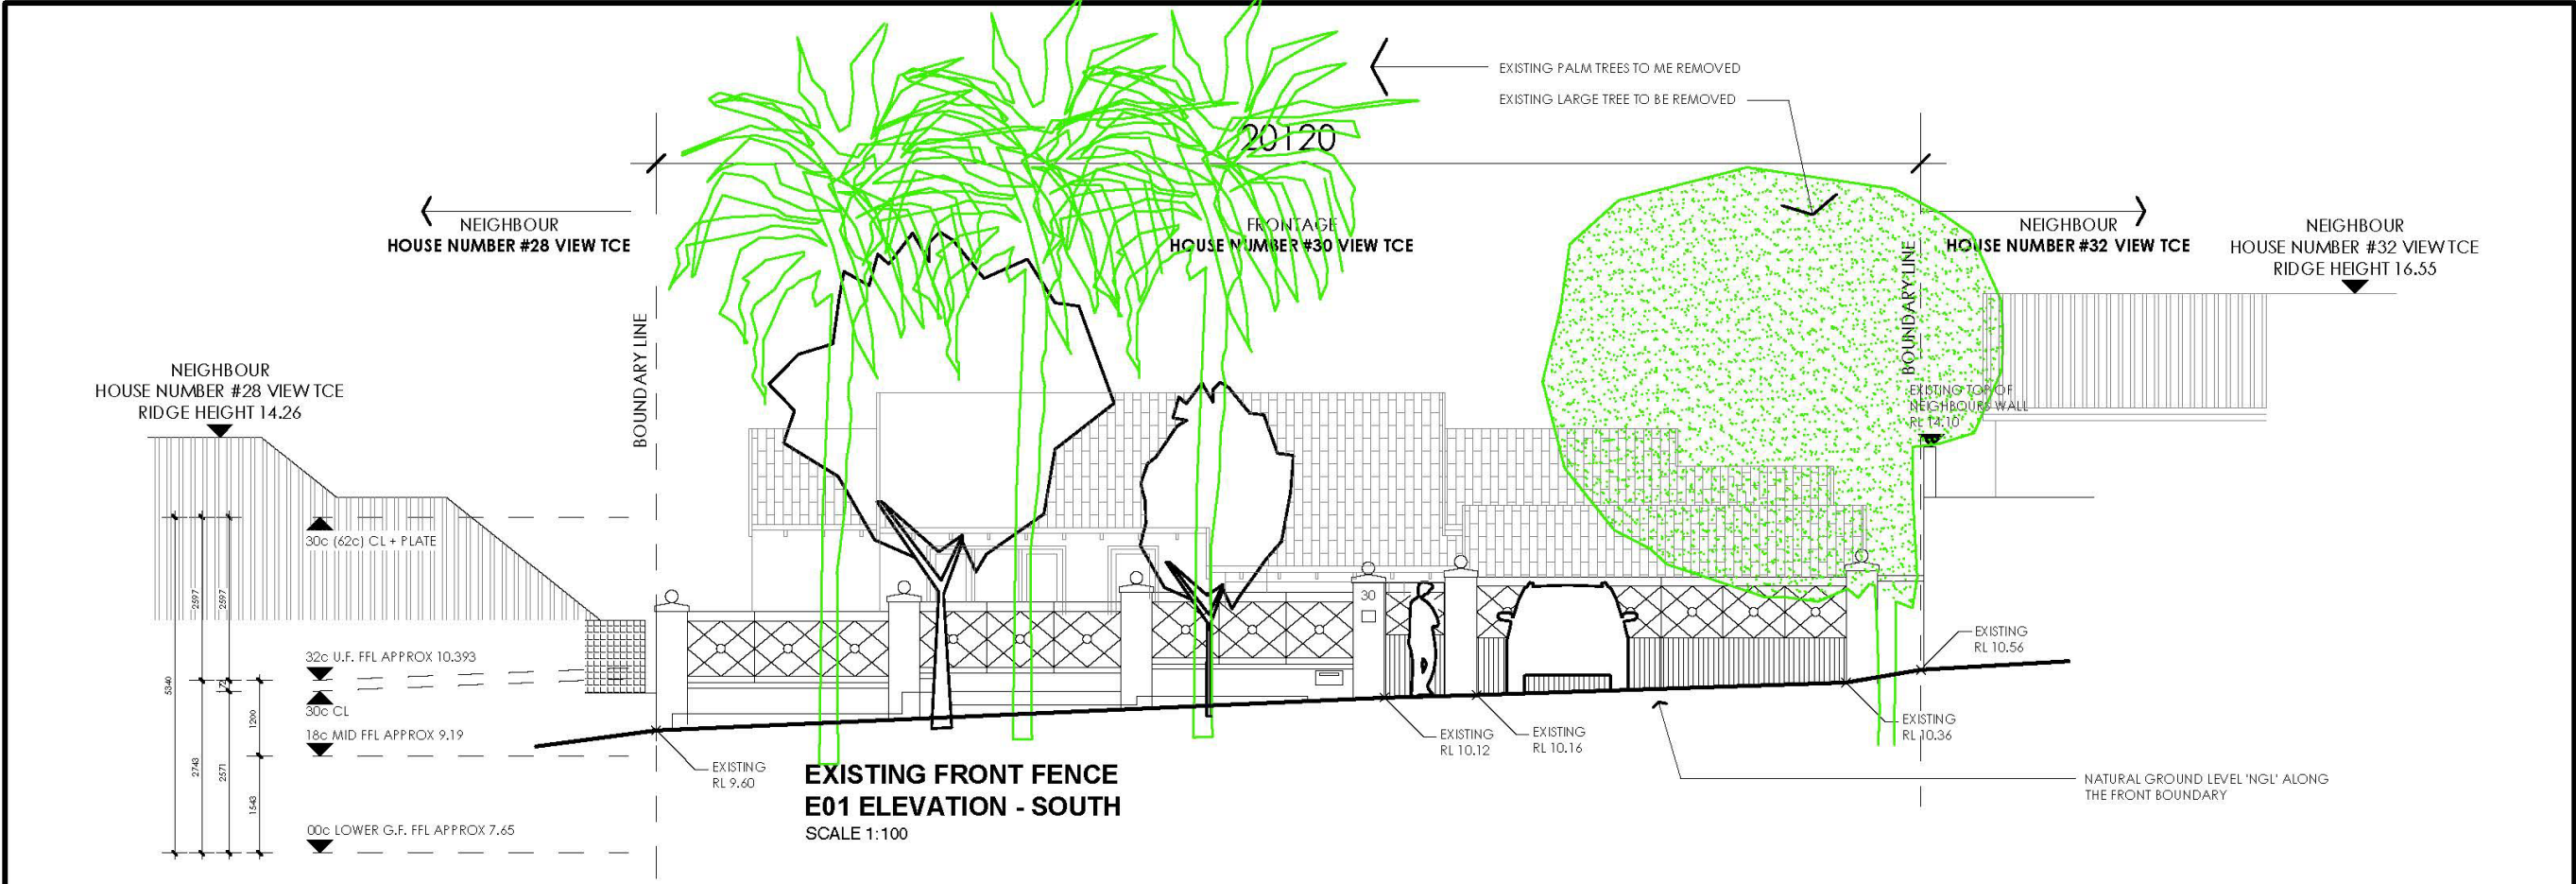 EXISTING PALM TREES TO ME REMOVED
EXISTING LARGE TREE TO BE REMOVED
20120
NEIGHBOUR
HOUSE NUMBER #28 VIEW TCE
FRONTAGE
HOUSE NUMBER #30 VIEW TCE
NEIGHBOUR
HOUSE NUMBER #32 VIEW TCE
NEIGHBOUR
HOUSE NUMBER #32 VIEW TCE
RIDGE HEIGHT 16.55
BOUNDARY LINE
BOUNDARY LINE
NEIGHBOUR
HOUSE NUMBER #28 VIEW TCE
RIDGE HEIGHT 14.26
EXISTING TOP OF
NEIGHBOURS WALL
RL 14.10
30c (62c) CL + PLATE
2597
2597
30
32c U.F. FFL APPROX 10.393
5340
172
30c CL
1200
18c MID FFL APPROX 9.19
2743
2571
1543
00c LOWER G.F. FFL APPROX 7.65
EXISTING
RL 9.60
EXISTING
RL 10.12
EXISTING
RL 10.16
EXISTING
RL 10.36
EXISTING
RL 10.56
NATURAL GROUND LEVEL 'NGL' ALONG
THE FRONT BOUNDARY
EXISTING FRONT FENCE
E01 ELEVATION - SOUTH
SCALE 1:100